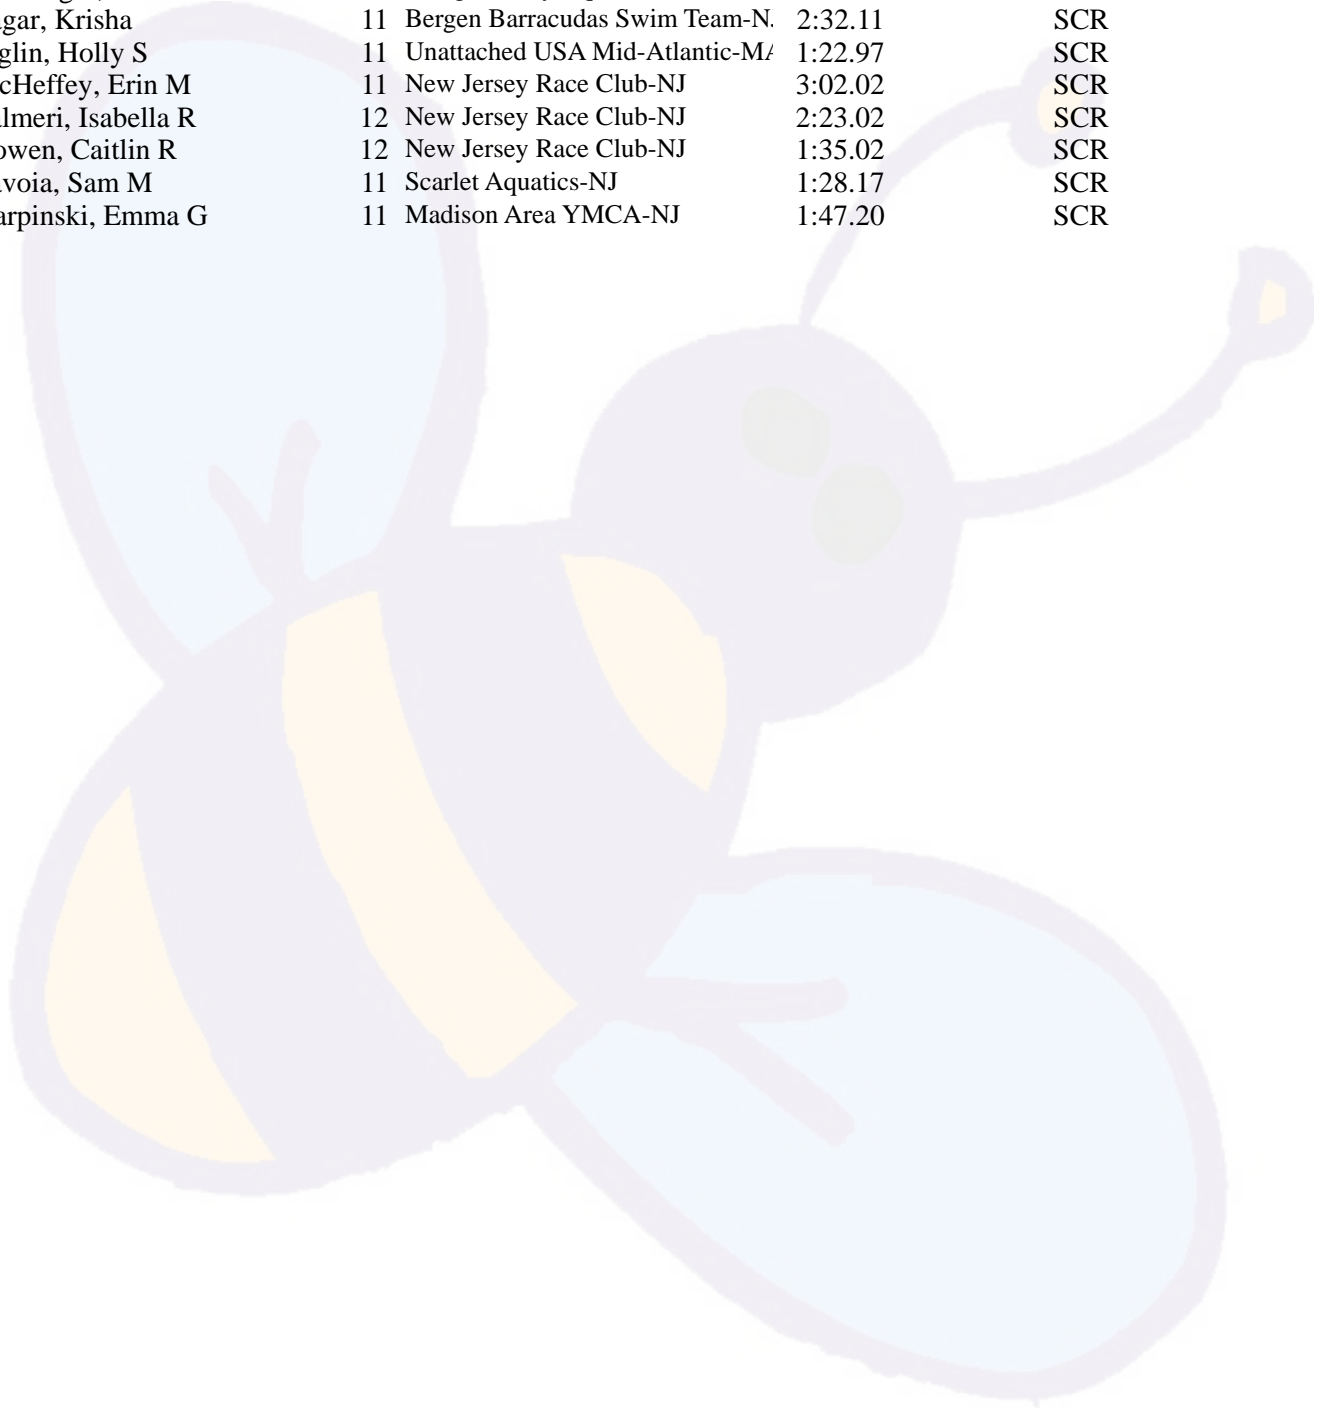 gar, Krisha 11 Bergen Barracudas Swim Team-N. 2:32.11 SCR
glin, Holly S 11 Unattached USA Mid-Atlantic-MA 1:22.97 SCR
cHeffey, Erin M 11 New Jersey Race Club-NJ 3:02.02 SCR
almeri, Isabella R 12 New Jersey Race Club-NJ 2:23.02 SCR
owen, Caitlin R 12 New Jersey Race Club-NJ 1:35.02 SCR
avoia, Sam M 11 Scarlet Aquatics-NJ 1:28.17 SCR
arpinski, Emma G 11 Madison Area YMCA-NJ 1:47.20 SCR